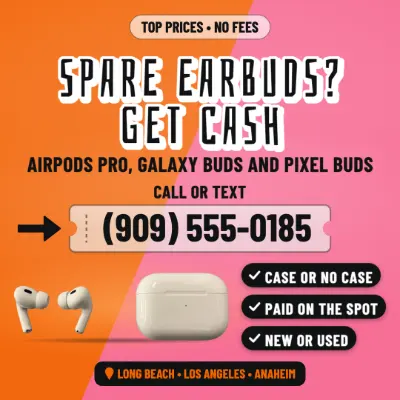 TOP PRICES • NO FEES
SPARE EARBUDS?
GET CASH
AIRPODS PRO, GALAXY BUDS AND PIXEL BUDS
CALL OR TEXT
(909) 555-0185
CASE OR NO CASE
PAID ON THE SPOT
NEW OR USED
LONG BEACH • LOS ANGELES • ANAHEIM